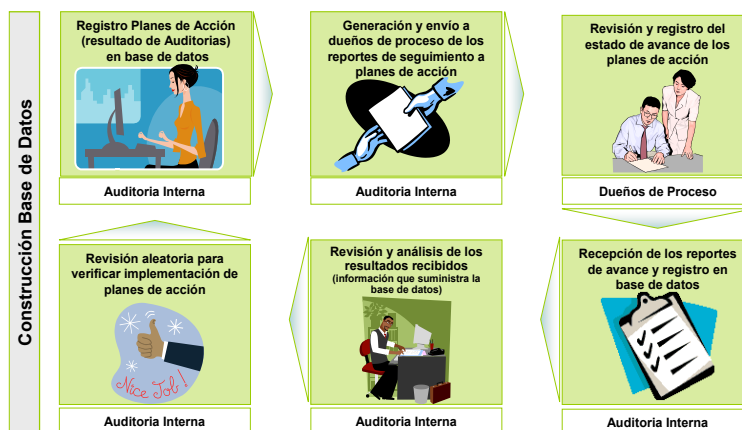 Construcción Base de Datos
Registro Planes de Acción
(resultado de Auditorias)
en base de datos
Auditoria Interna
Generación y envío a
dueños de proceso de los
reportes de seguimiento a
planes de acción
Auditoria Interna
Revisión y registro del
estado de avance de los
planes de acción
Dueños de Proceso
Recepción de los reportes
de avance y registro en
base de datos
Auditoria Interna
Revisión y análisis de los
resultados recibidos
(información que suministra la
base de datos)
Auditoria Interna
Revisión aleatoria para
verificar implementación de
planes de acción
Nice Job!
Auditoria Interna